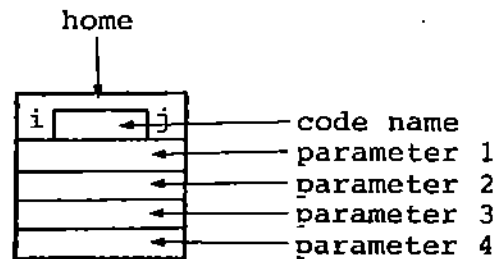 home
i j
code name
parameter 1
parameter 2
parameter 3
parameter 4